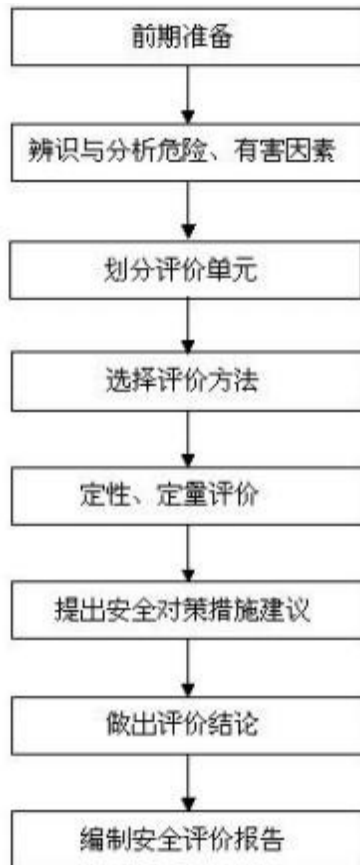 前期准备
辨识与分析危险、有害因素
划分评价单元
选择评价方法
定性、定量评价
提出安全对策措施建议
做出评价结论
编制安全评价报告